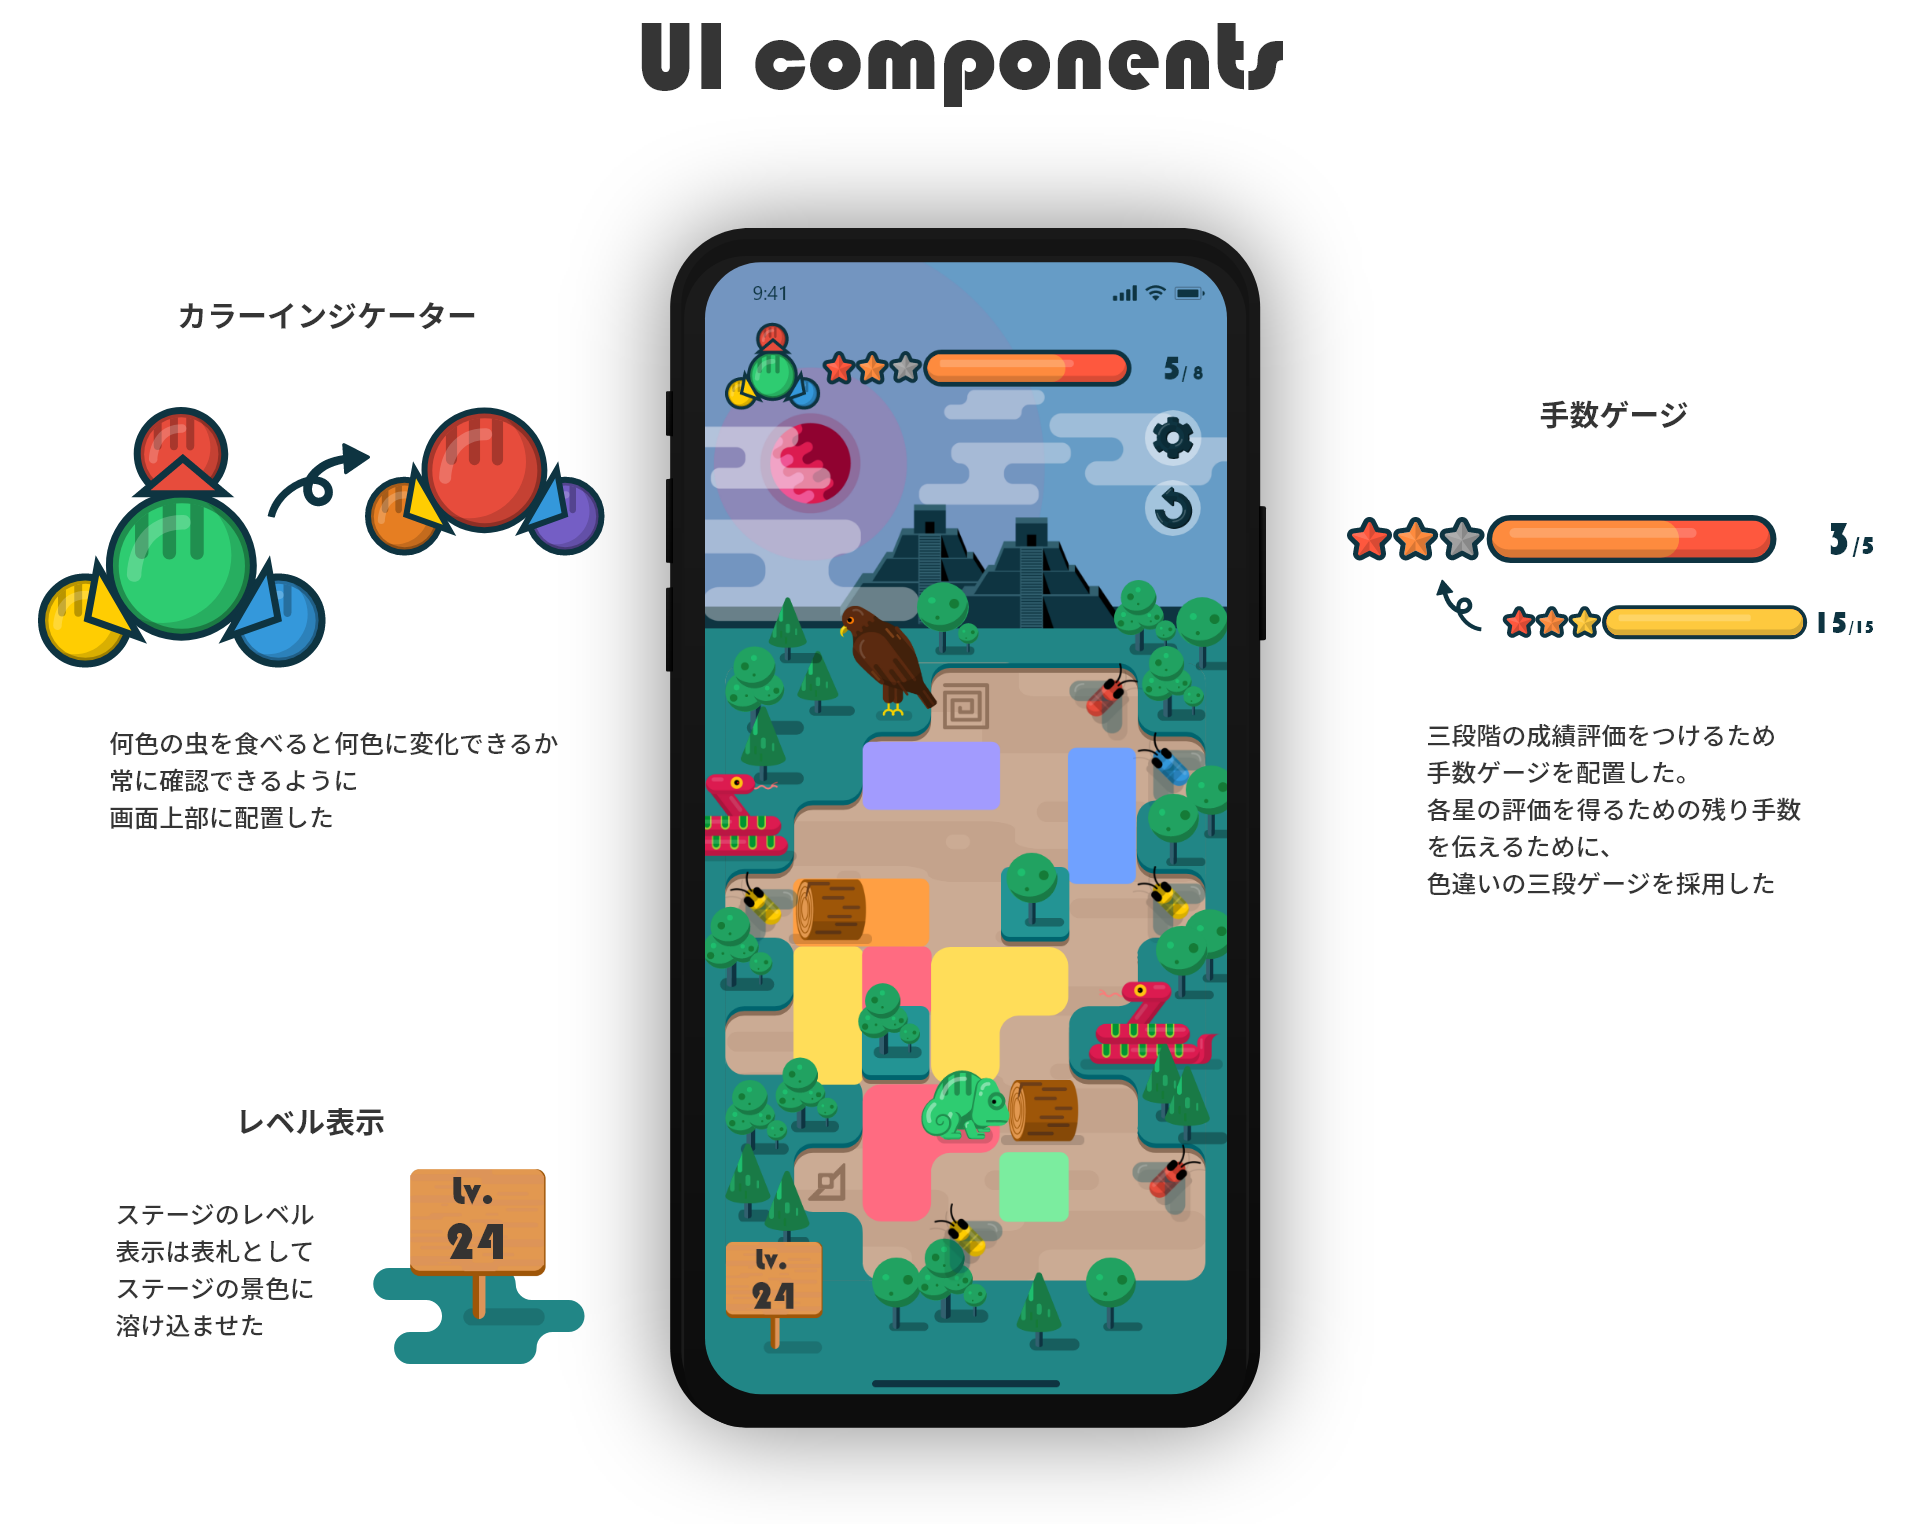 UI components
カラーインジケーター
何色の虫を食べると何色に変化できるか
常に確認できるように
画面上部に配置した
レベル表示
ステージのレベル
表示は表札として
ステージの景色に
溶け込ませた
Lv.
24
9:41
5/8
Lv.
24
手数ゲージ
3/5
15/15
三段階の成績評価をつけるため
手数ゲージを配置した。
各星の評価を得るための残り手数
を伝えるために、
色違いの三段ゲージを採用した